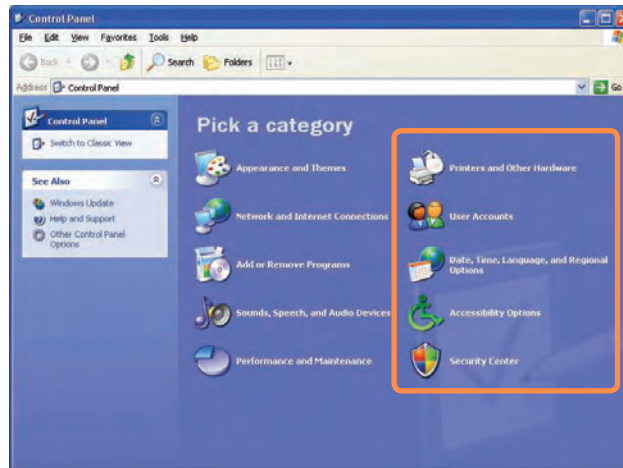 Control Panel
File Edit View Favorites Tools Help
Back Search Folders
Address Control Panel Go
Control Panel
Switch to Classic View
See Also
Windows Update
Help and Support
Other Control Panel
Options
Pick a category
Appearance and Themes
Network and Internet Connections
Add or Remove Programs
Sounds, Speech, and Audio Devices
Performance and Maintenance
Printers and Other Hardware
User Accounts
Date, Time, Language, and Regional
Options
Accessibility Options
Security Center